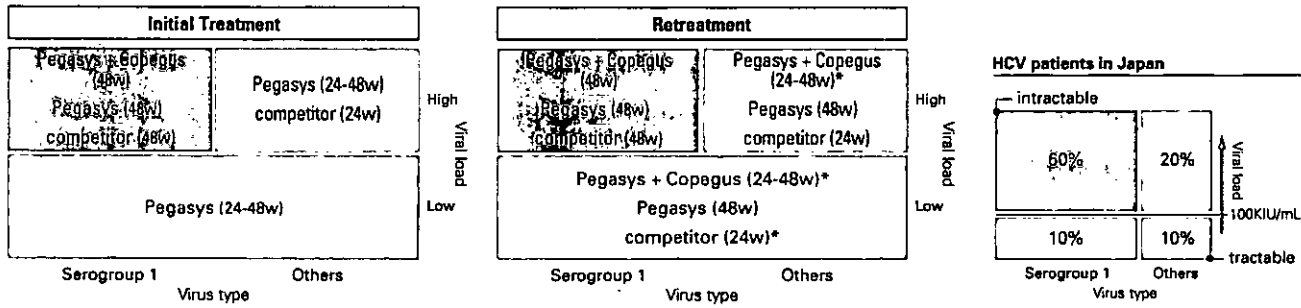 Initial Treatment
Pegasys + Copegus
(48w)
Pegasys (48w)
competitor (48w)
Pegasys (24-48w)
competitor (24w)
Pegasys (24-48w)
High
Viral load
Low
Serogroup 1
Others
Virus type
Retreatment
Pegasys + Copegus
(48w)
Pegasys (48w)
competitor (48w)
Pegasys + Copegus
(24-48w)*
Pegasys (48w)
competitor (24w)
Pegasys + Copegus (24-48w)*
Pegasys (48w)
competitor (24w)*
High
Viral load
Low
Serogroup 1
Others
Virus type
HCV patients in Japan
intractable
60%
20%
Viral load
100KIU/mL
10%
10%
tractable
Serogroup 1
Others
Virus type